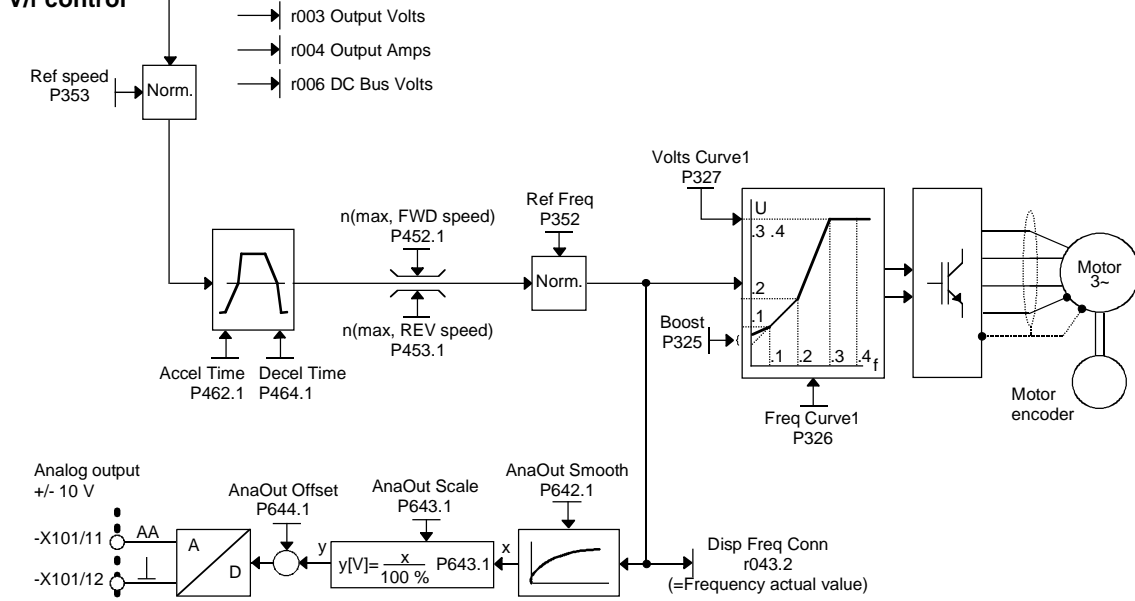 V/f control
r003 Output Volts
r004 Output Amps
r006 DC Bus Volts
Ref speed
P353
Norm.
Volts Curve1
P327
n(max, FWD speed)
P452.1
Ref Freq
P352
Norm.
U
.3 .4
.2
.1
.1 .2 .3 .4 f
Motor
3~
n(max, REV speed)
P453.1
Boost
P325
Accel Time
P462.1
Decel Time
P464.1
Freq Curve1
P326
Motor
encoder
Analog output
+/- 10 V
AnaOut Offset
P644.1
AnaOut Scale
P643.1
AnaOut Smooth
P642.1
-X101/11
AA
A
D
y
y[V]= x / 100 % P643.1
x
-X101/12
Disp Freq Conn
r043.2
(=Frequency actual value)